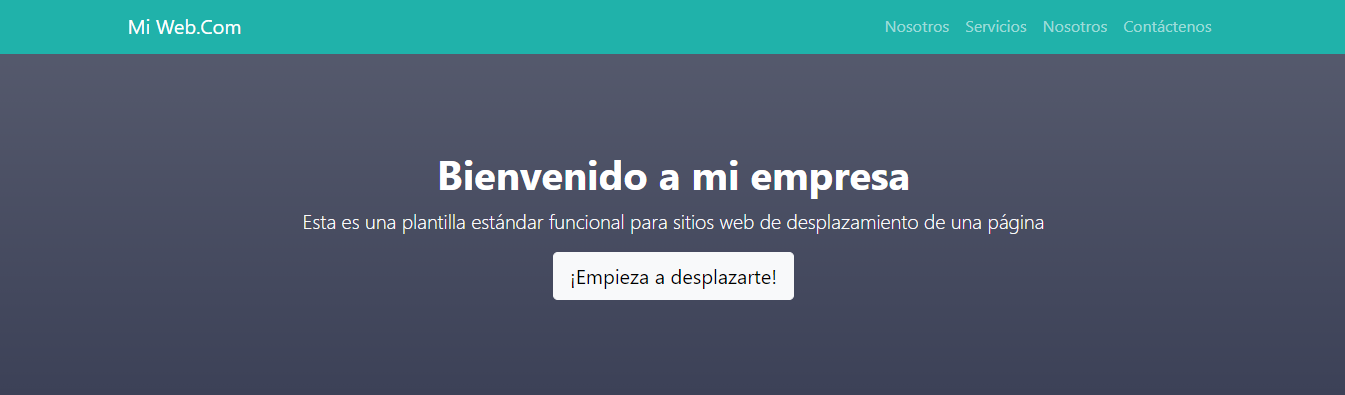 Mi Web.Com Nosotros Servicios Nosotros Contáctenos
Bienvenido a mi empresa
Esta es una plantilla estándar funcional para sitios web de desplazamiento de una página
¡Empieza a desplazarte!